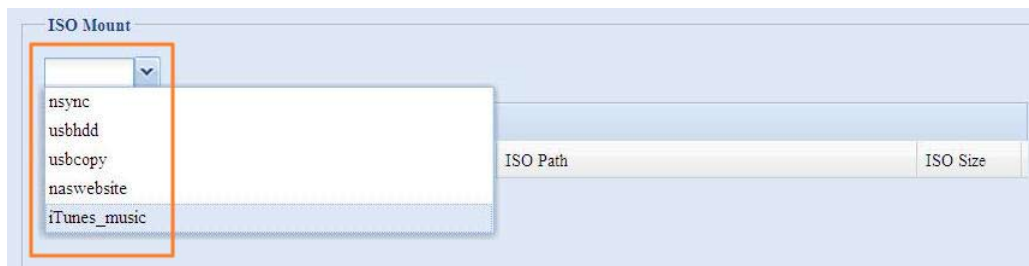 ISO Mount
nsync
usbhdd
usbcopy
naswebsite
iTunes_music
ISO Path
ISO Size